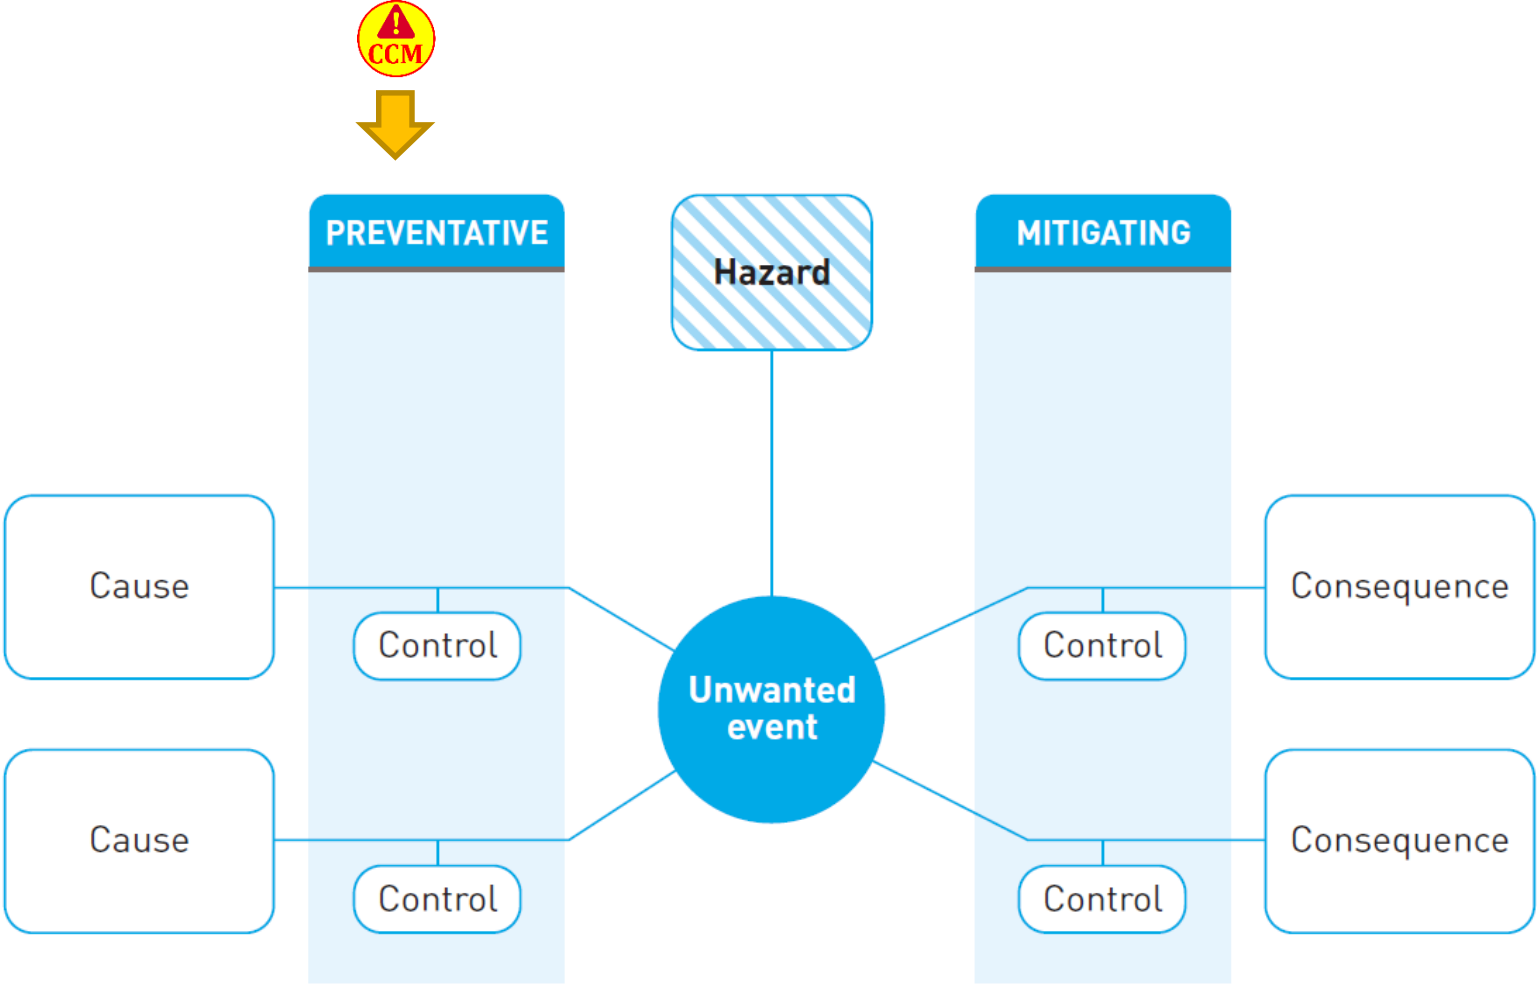 CCM
PREVENTATIVE
Hazard
MITIGATING
Cause
Control
Unwanted
event
Control
Consequence
Cause
Control
Control
Consequence